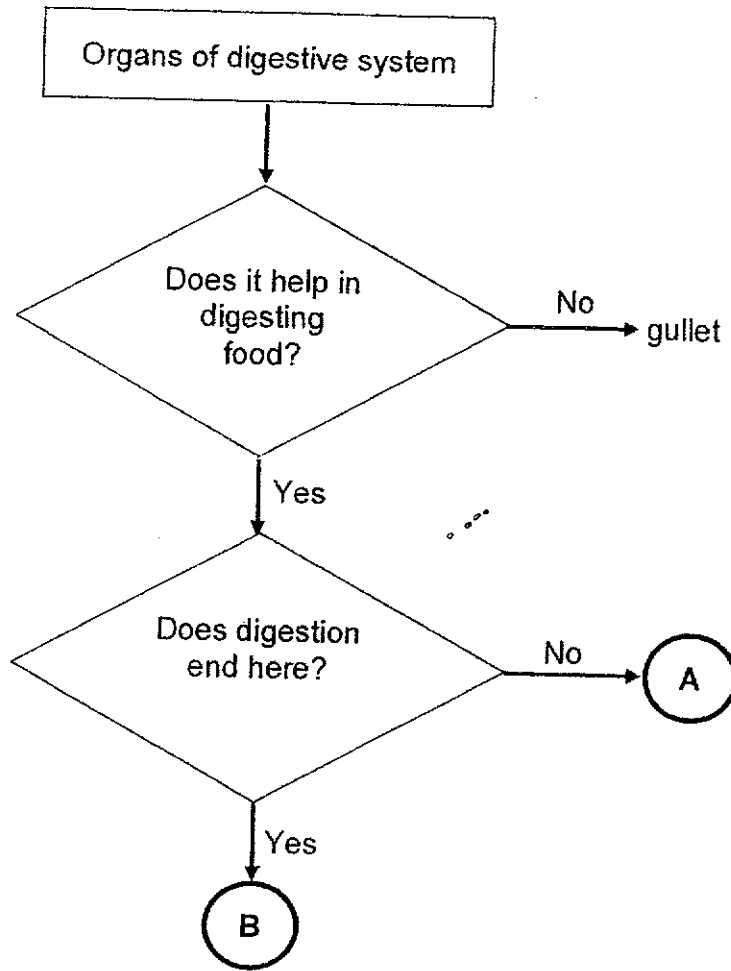 Organs of digestive system
Does it help in
digesting
food?
No
gullet
Yes
Does digestion
end here?
No
A
Yes
B